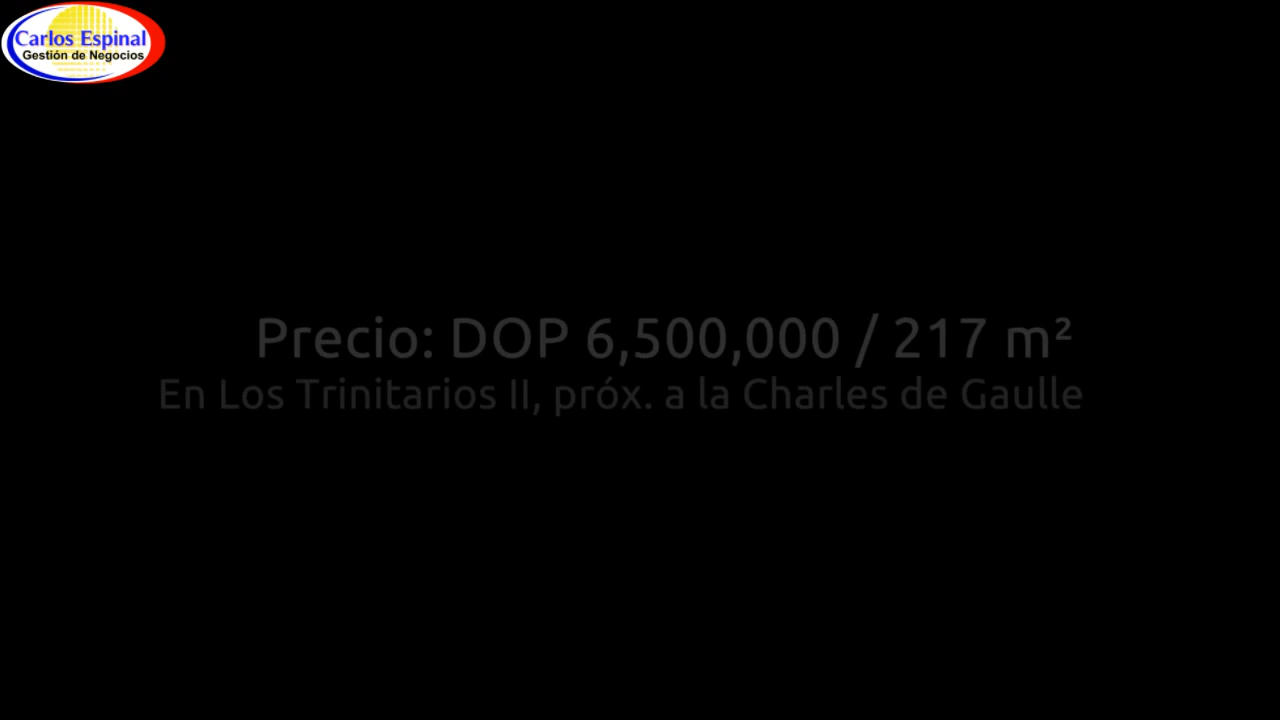 Carlos Espinal
Gestión de Negocios
Precio: DOP 6,500,000 / 217 m²
En Los Trinitarios II, próx. a la Charles de Gaulle